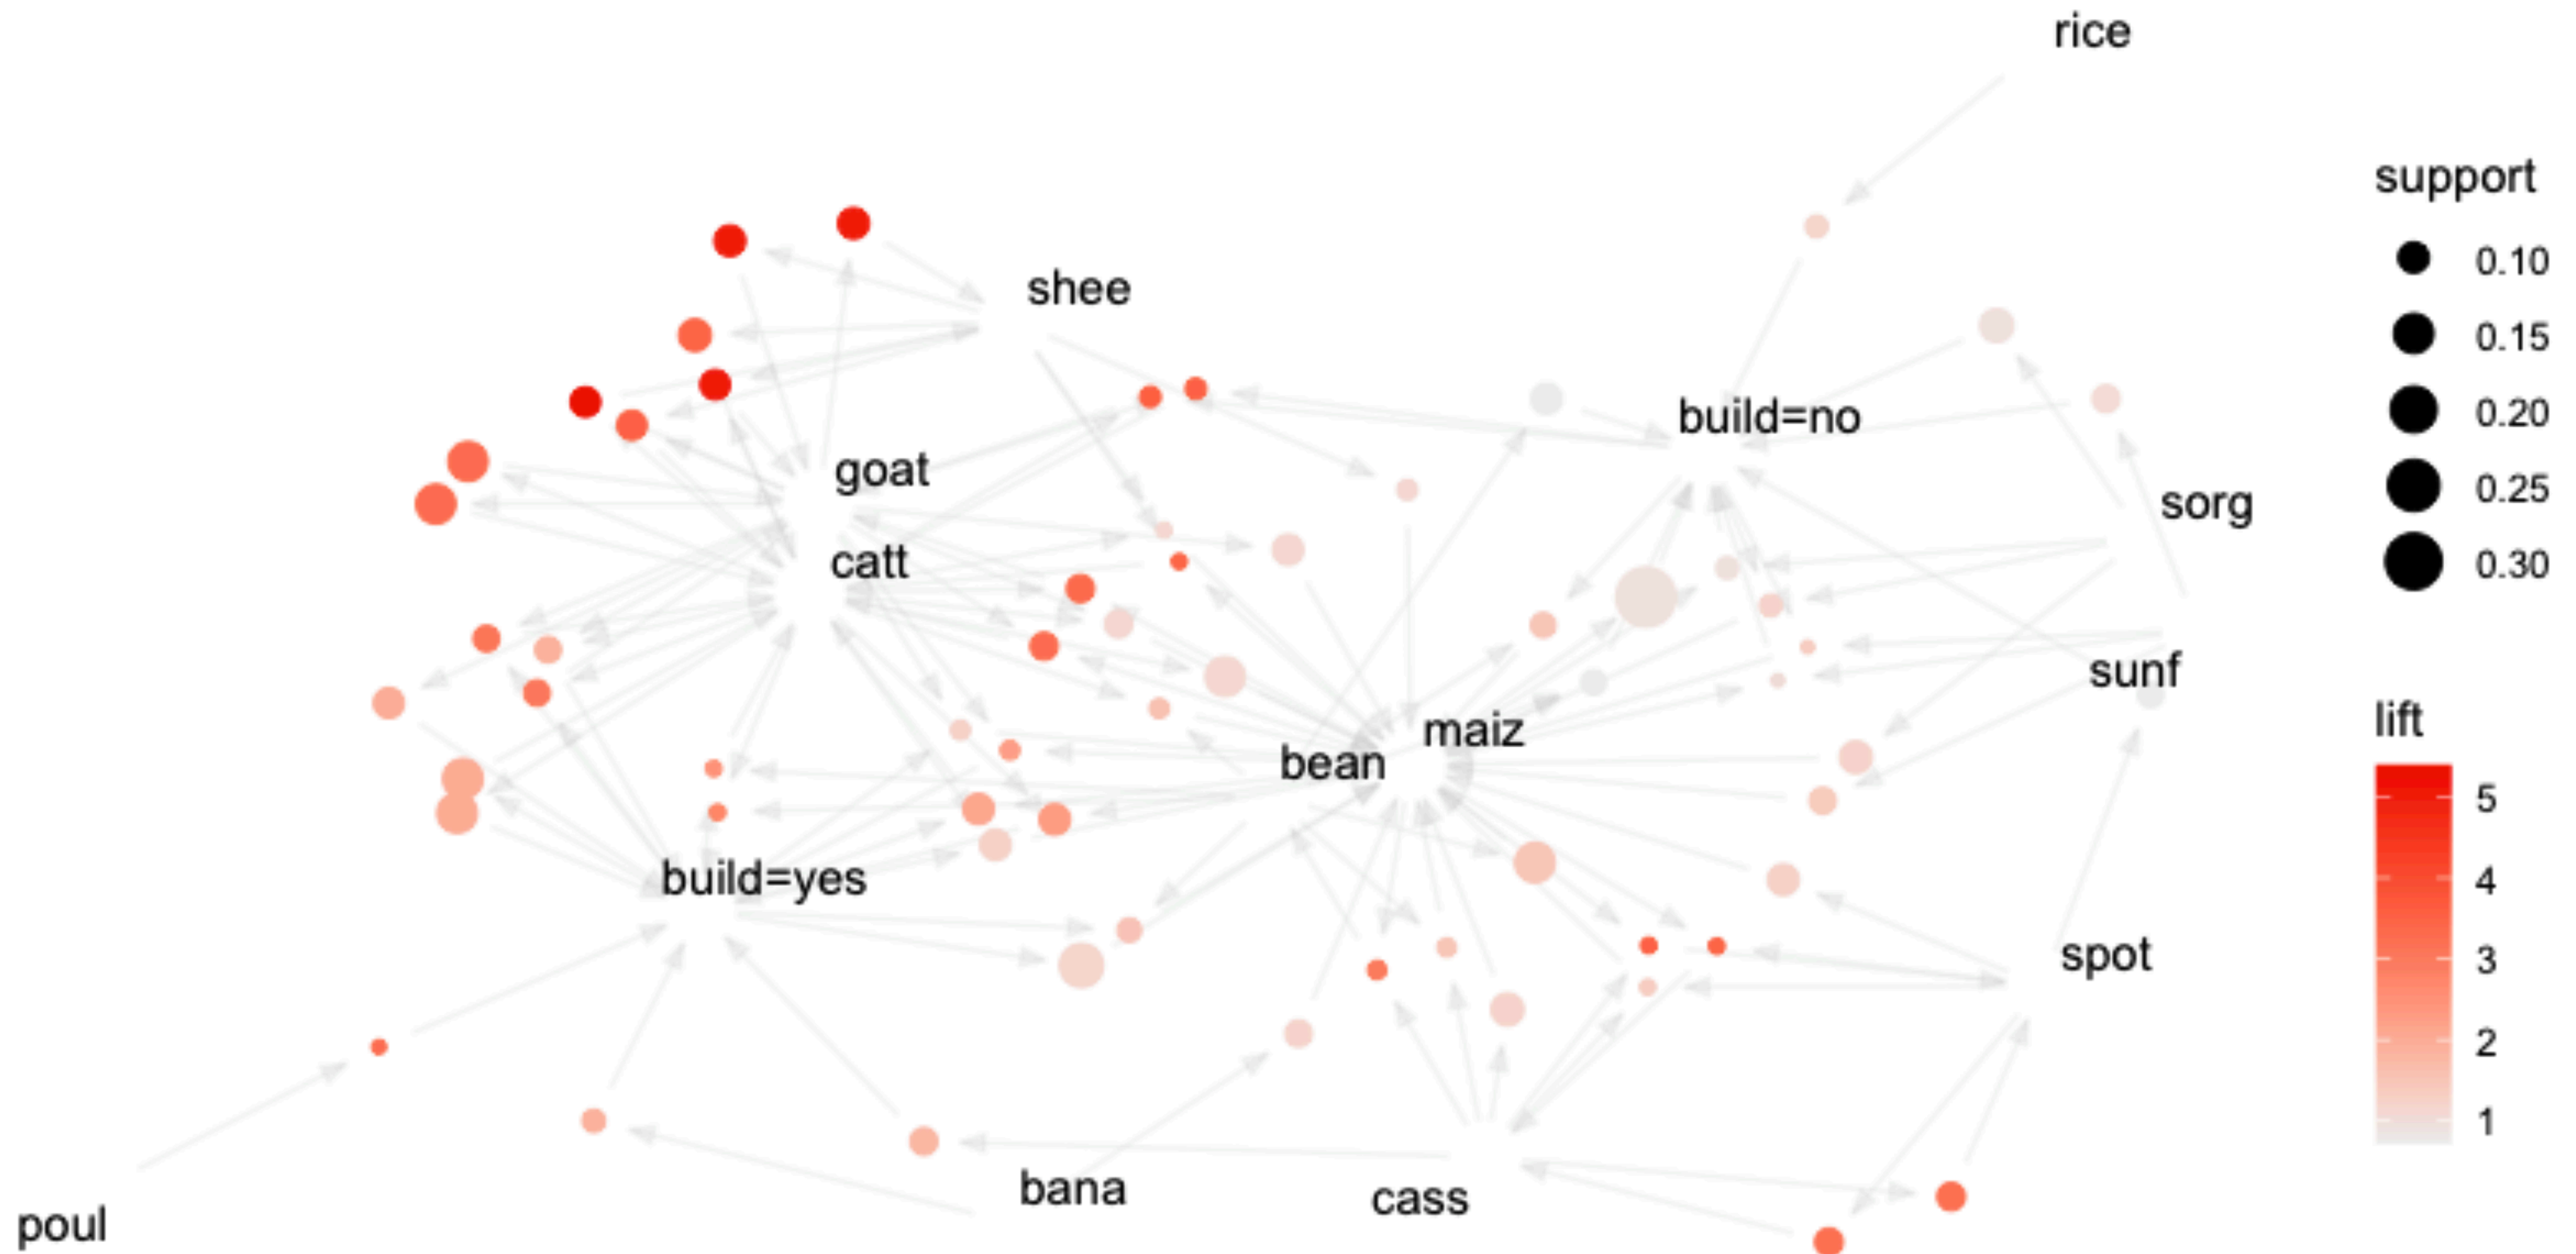 rice
support
0.10
0.15
0.20
0.25
0.30
shee
build=no
goat
sorg
catt
sunf
lift
5
4
3
2
1
maiz
bean
build=yes
spot
bana
cass
poul